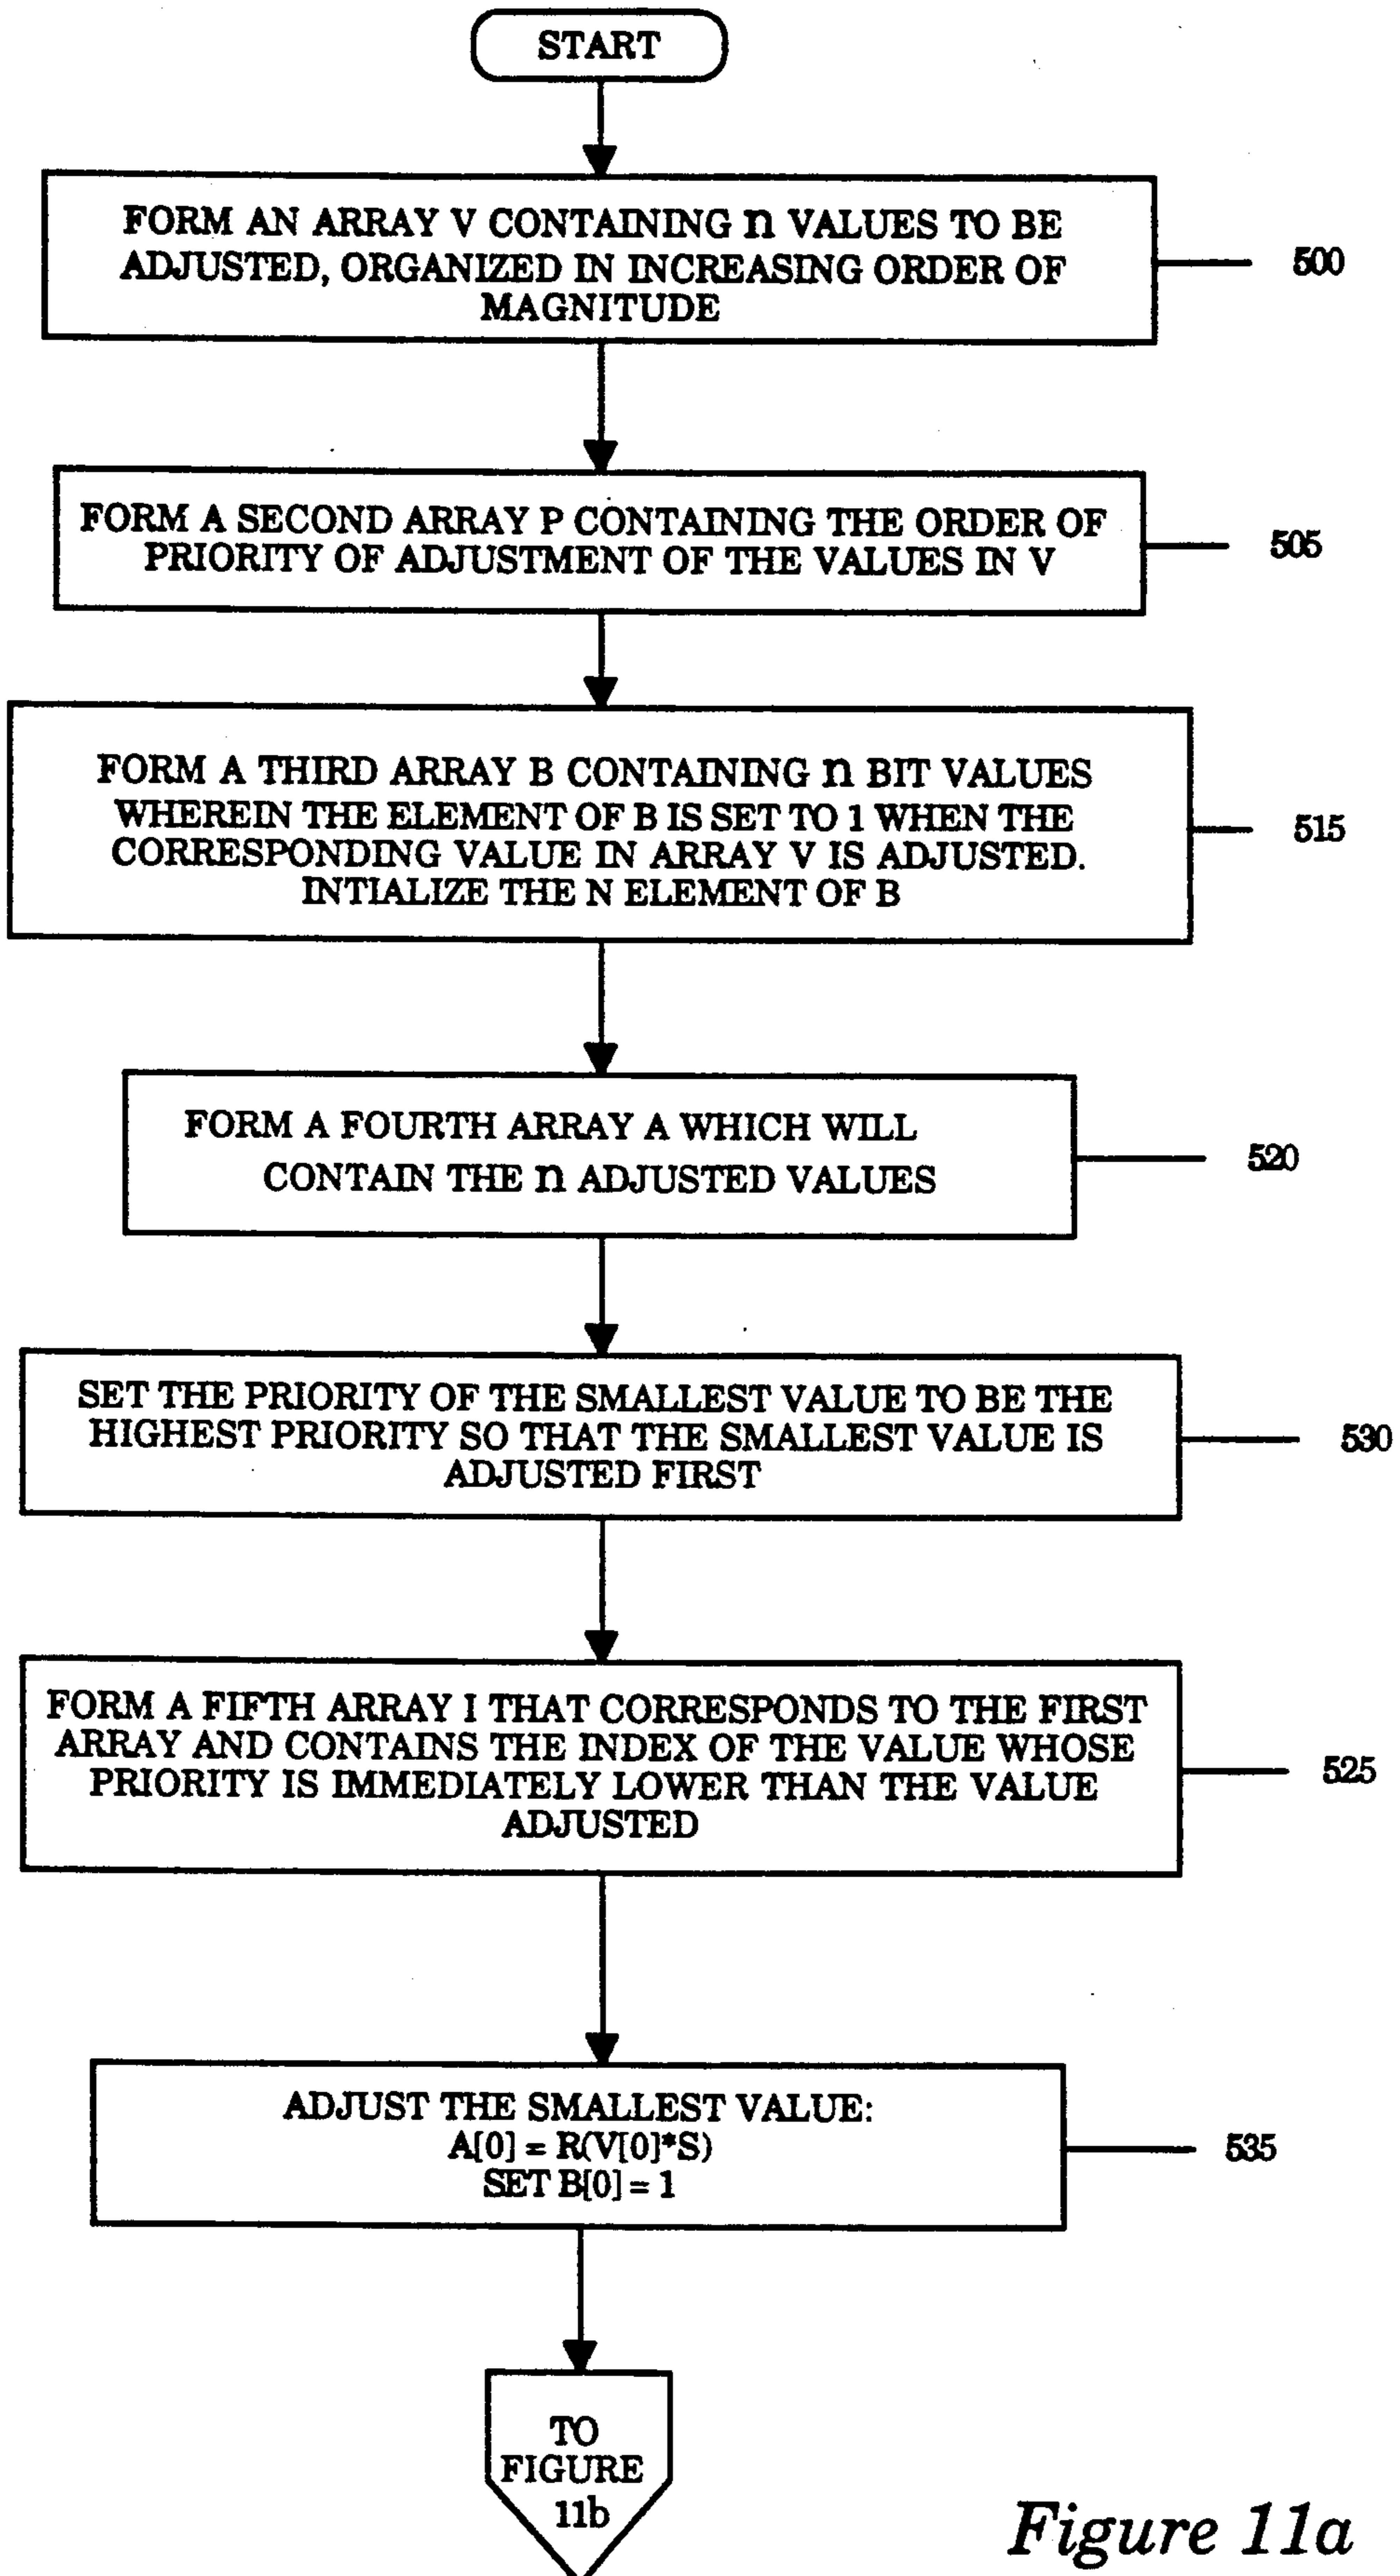 START
FORM AN ARRAY V CONTAINING n VALUES TO BE
ADJUSTED, ORGANIZED IN INCREASING ORDER OF
MAGNITUDE
500
FORM A SECOND ARRAY P CONTAINING THE ORDER OF
PRIORITY OF ADJUSTMENT OF THE VALUES IN V
505
FORM A THIRD ARRAY B CONTAINING n BIT VALUES
WHEREIN THE ELEMENT OF B IS SET TO 1 WHEN THE
CORRESPONDING VALUE IN ARRAY V IS ADJUSTED.
INTIALIZE THE N ELEMENT OF B
515
FORM A FOURTH ARRAY A WHICH WILL
CONTAIN THE n ADJUSTED VALUES
520
SET THE PRIORITY OF THE SMALLEST VALUE TO BE THE
HIGHEST PRIORITY SO THAT THE SMALLEST VALUE IS
ADJUSTED FIRST
530
FORM A FIFTH ARRAY I THAT CORRESPONDS TO THE FIRST
ARRAY AND CONTAINS THE INDEX OF THE VALUE WHOSE
PRIORITY IS IMMEDIATELY LOWER THAN THE VALUE
ADJUSTED
525
ADJUST THE SMALLEST VALUE:
A[0] = R(V[0]*S)
SET B[0] = 1
535
TO
FIGURE
11b
Figure 11a